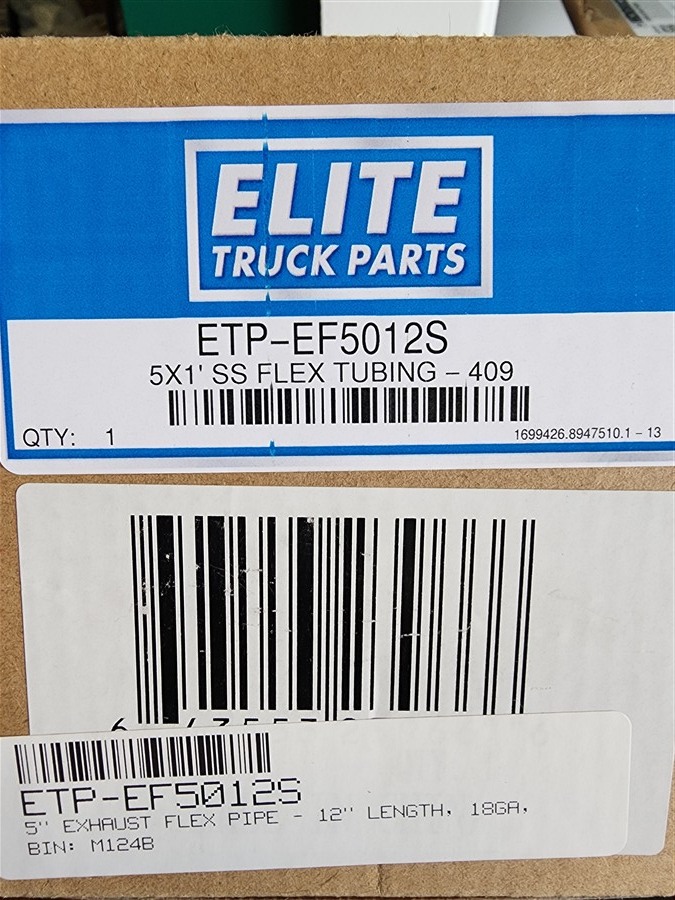 ELITE
TRUCK PARTS
ETP-EF5012S
5X1' SS FLEX TUBING - 409
QTY: 1
1699426.8947510.1 - 13
ETP-EF5012S
5" EXHAUST FLEX PIPE - 12" LENGTH, 18GA,
BIN: M124B